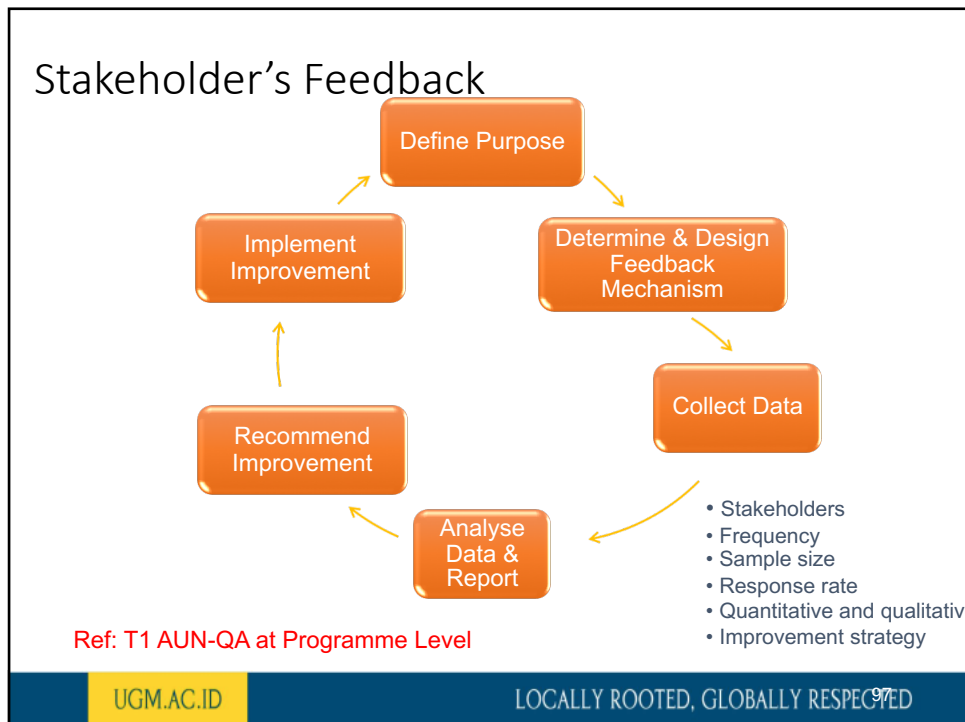 Stakeholder’s Feedback
Define Purpose
Determine & Design
Feedback
Mechanism
Collect Data
Analyse
Data &
Report
Recommend
Improvement
Implement
Improvement
• Stakeholders
• Frequency
• Sample size
• Response rate
• Quantitative and qualitativ
• Improvement strategy
Ref: T1 AUN-QA at Programme Level
UGM.AC.ID
LOCALLY ROOTED, GLOBALLY RESPECTED
97